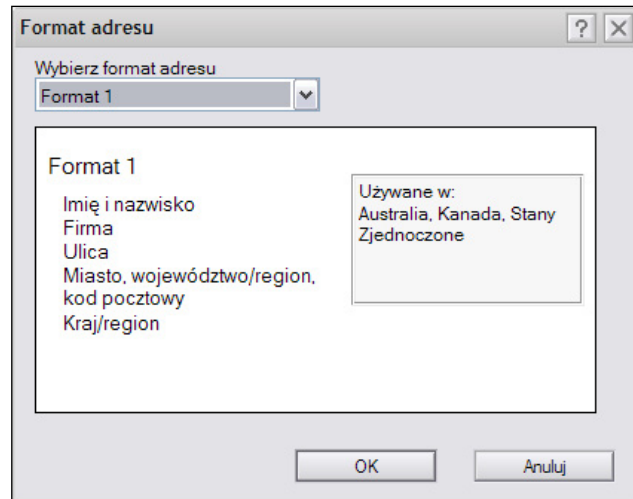 Format adresu
Wybierz format adresu
Format 1
Format 1
Imię i nazwisko
Firma
Ulica
Miasto, województwo/region,
kod pocztowy
Kraj/region
Używane w:
Australia, Kanada, Stany
Zjednoczone
OK
Anuluj